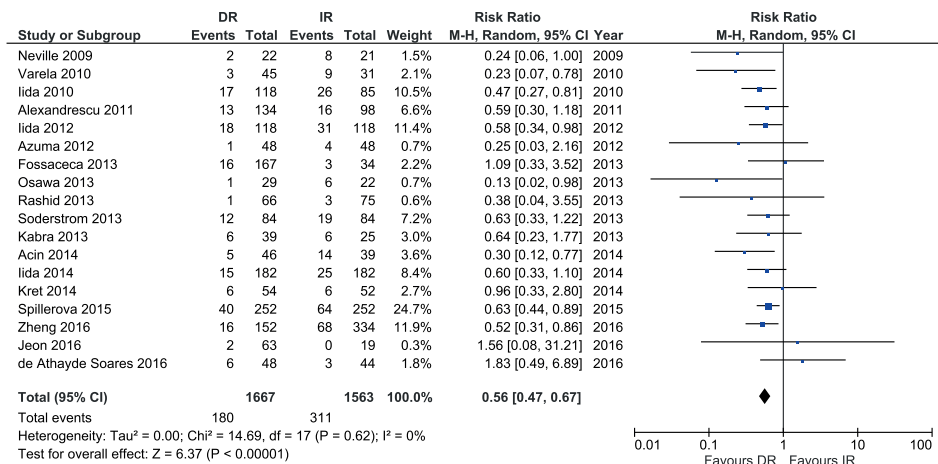 DR IR Risk Ratio Risk Ratio
Study or Subgroup Events Total Events Total Weight M-H, Random, 95% CI Year M-H, Random, 95% CI
Neville 2009 2 22 8 21 1.5% 0.24 [0.06, 1.00] 2009
Varela 2010 3 45 9 31 2.1% 0.23 [0.07, 0.78] 2010
Iida 2010 17 118 26 85 10.5% 0.47 [0.27, 0.81] 2010
Alexandrescu 2011 13 134 16 98 6.6% 0.59 [0.30, 1.18] 2011
Iida 2012 18 118 31 118 11.4% 0.58 [0.34, 0.98] 2012
Azuma 2012 1 48 4 48 0.7% 0.25 [0.03, 2.16] 2012
Fossaceca 2013 16 167 3 34 2.2% 1.09 [0.33, 3.52] 2013
Osawa 2013 1 29 6 22 0.7% 0.13 [0.02, 0.98] 2013
Rashid 2013 1 66 3 75 0.6% 0.38 [0.04, 3.55] 2013
Soderstrom 2013 12 84 19 84 7.2% 0.63 [0.33, 1.22] 2013
Kabra 2013 6 39 6 25 3.0% 0.64 [0.23, 1.77] 2013
Acin 2014 5 46 14 39 3.9% 0.30 [0.12, 0.77] 2014
Iida 2014 15 182 25 182 8.4% 0.60 [0.33, 1.10] 2014
Kret 2014 6 54 6 52 2.7% 0.96 [0.33, 2.80] 2014
Spillerova 2015 40 252 64 252 24.7% 0.63 [0.44, 0.89] 2015
Zheng 2016 16 152 68 334 11.9% 0.52 [0.31, 0.86] 2016
Jeon 2016 2 63 0 19 0.3% 1.56 [0.08, 31.21] 2016
de Athayde Soares 2016 6 48 3 44 1.8% 1.83 [0.49, 6.89] 2016
Total (95% CI) 1667 1563 100.0% 0.56 [0.47, 0.67]
Total events 180 311
Heterogeneity: Tau² = 0.00; Chi² = 14.69, df = 17 (P = 0.62); I² = 0%
Test for overall effect: Z = 6.37 (P < 0.00001)
0.01 0.1 1 10 100
Favours DR Favours IR